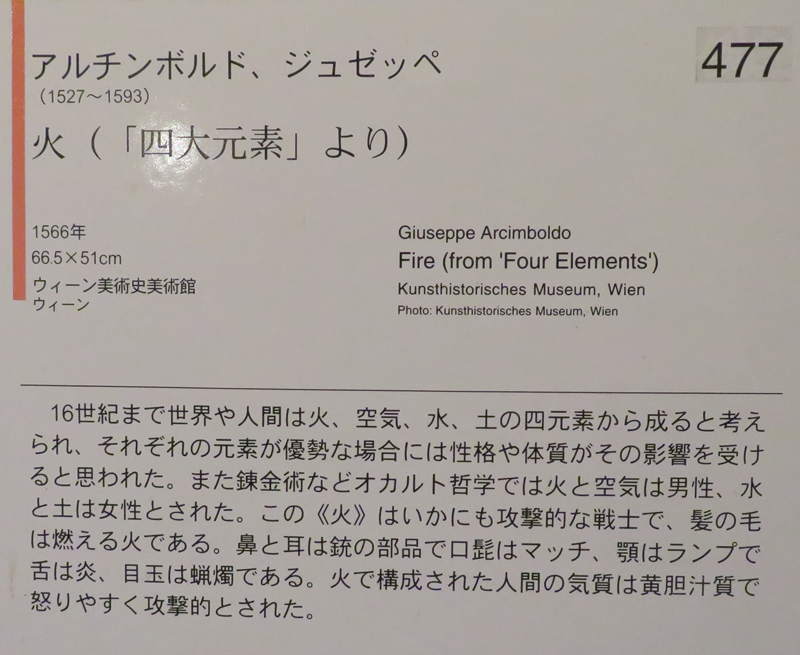 アルチンボルド、ジュゼッペ
477
（1527～1593）
火（「四大元素」より）
1566年
66.5×51cm
ウィーン美術史美術館
ウィーン
Giuseppe Arcimboldo
Fire (from 'Four Elements')
Kunsthistorisches Museum, Wien
Photo: Kunsthistorisches Museum, Wien
16世紀まで世界や人間は火、空気、水、土の四元素から成ると考え
られ、それぞれの元素が優勢な場合には性格や体質がその影響を受け
ると思われた。また錬金術などオカルト哲学では火と空気は男性、水
と土は女性とされた。この《火》はいかにも攻撃的な戦士で、髪の毛
は燃える火である。鼻と耳は銃の部品で口髭はマッチ、顎はランプで
舌は炎、目玉は蝋燭である。火で構成された人間の気質は黄胆汁質で
怒りやすく攻撃的とされた。